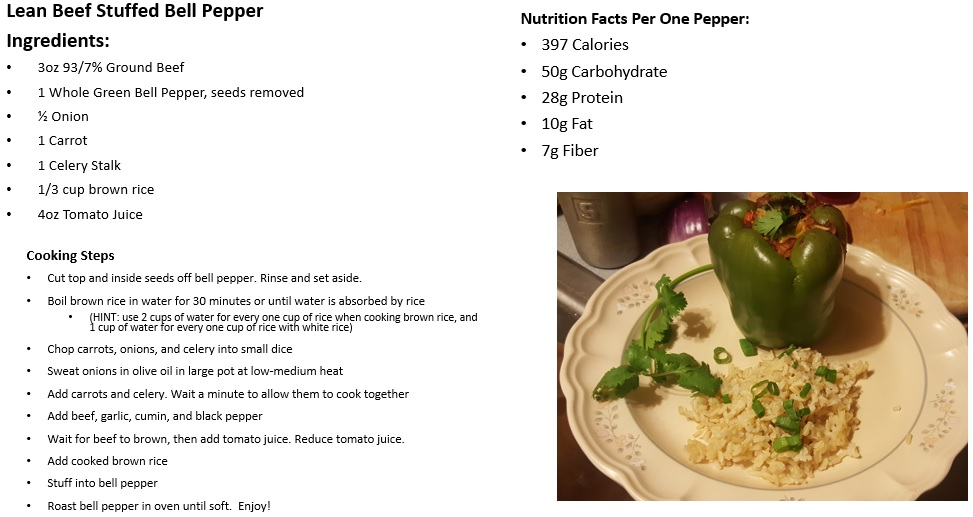 Lean Beef Stuffed Bell Pepper
Ingredients:
• 3oz 93/7% Ground Beef
• 1 Whole Green Bell Pepper, seeds removed
• ½ Onion
• 1 Carrot
• 1 Celery Stalk
• 1/3 cup brown rice
• 4oz Tomato Juice
Cooking Steps
• Cut top and inside seeds off bell pepper. Rinse and set aside.
• Boil brown rice in water for 30 minutes or until water is absorbed by rice
• (HINT: use 2 cups of water for every one cup of rice when cooking brown rice, and
1 cup of water for every one cup of rice with white rice)
• Chop carrots, onions, and celery into small dice
• Sweat onions in olive oil in large pot at low-medium heat
• Add carrots and celery. Wait a minute to allow them to cook together
• Add beef, garlic, cumin, and black pepper
• Wait for beef to brown, then add tomato juice. Reduce tomato juice.
• Add cooked brown rice
• Stuff into bell pepper
• Roast bell pepper in oven until soft.  Enjoy!
Nutrition Facts Per One Pepper:
• 397 Calories
• 50g Carbohydrate
• 28g Protein
• 10g Fat
• 7g Fiber
S